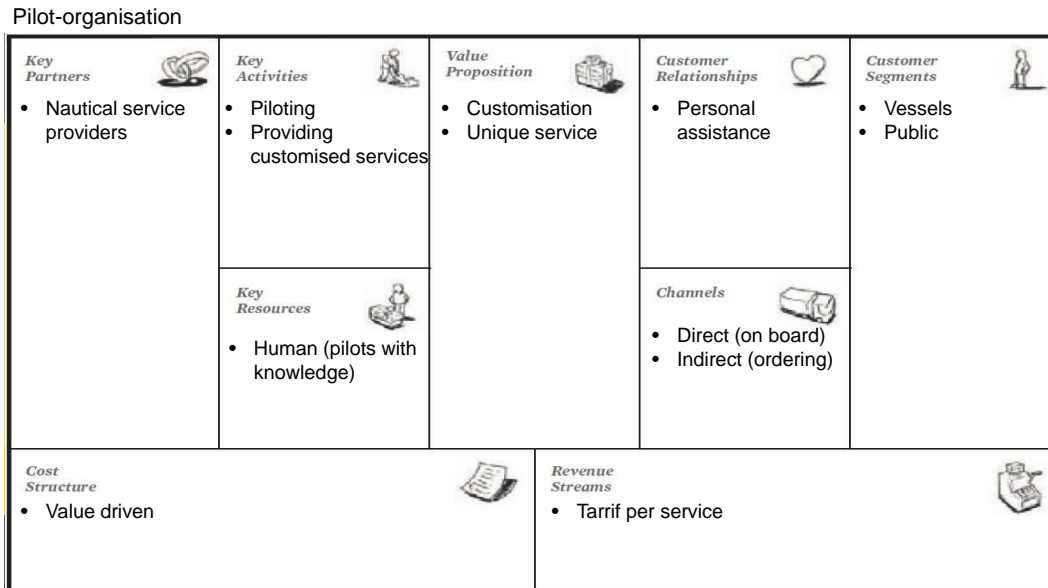 Pilot-organisation
Key
Partners
• Nautical service
providers
Key
Activities
• Piloting
• Providing
customised services
Value
Proposition
• Customisation
• Unique service
Customer
Relationships
• Personal
assistance
Customer
Segments
• Vessels
• Public
Key
Resources
• Human (pilots with
knowledge)
Channels
• Direct (on board)
• Indirect (ordering)
Cost
Structure
• Value driven
Revenue
Streams
• Tarrif per service